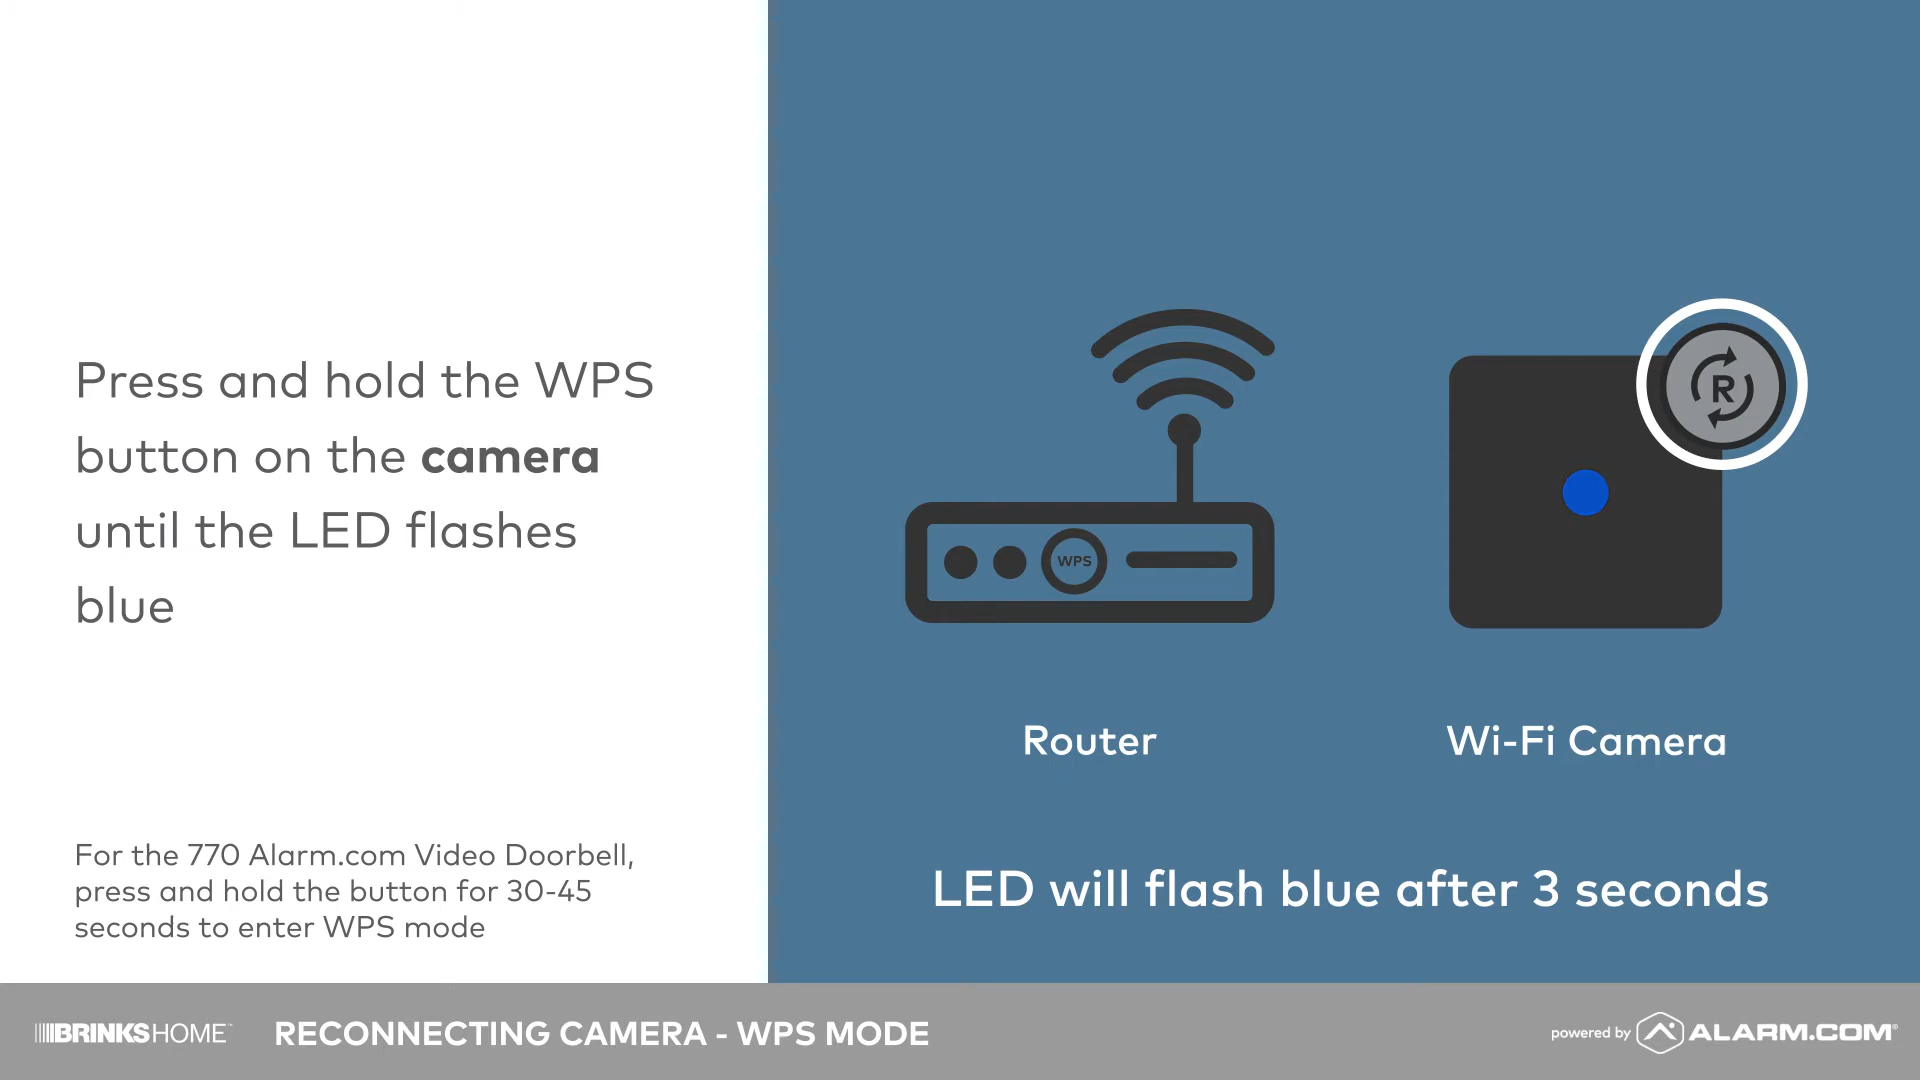 Press and hold the WPS
button on the camera
until the LED flashes
blue
For the 770 Alarm.com Video Doorbell,
press and hold the button for 30-45
seconds to enter WPS mode
R
WPS
Router
Wi-Fi Camera
LED will flash blue after 3 seconds
BRINKS HOME™
RECONNECTING CAMERA - WPS MODE
powered by ALARM.COM®